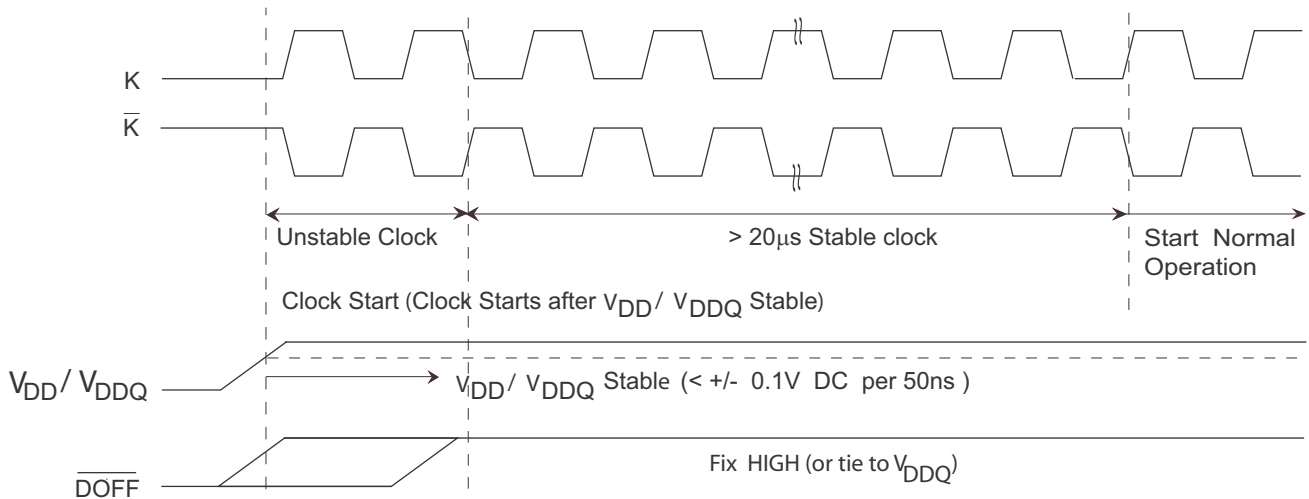 K
K̅
Unstable Clock
> 20μs Stable clock
Start Normal
Operation
Clock Start (Clock Starts after VDD / VDDQ Stable)
VDD / VDDQ
VDD / VDDQ Stable (< +/- 0.1V DC per 50ns )
D̅O̅F̅F̅
Fix HIGH (or tie to VDDQ)